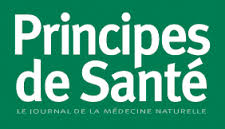 Principes
de Santé
LE JOURNAL DE LA MÉDECINE NATURELLE